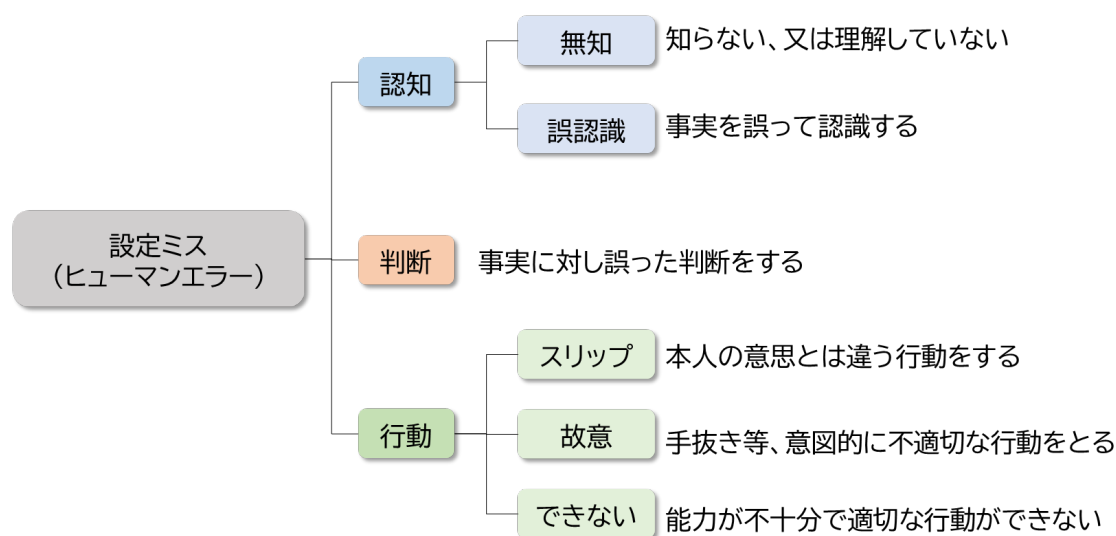 無知
知らない、又は理解していない
認知
誤認識
事実を誤って認識する
設定ミス
（ヒューマンエラー）
判断
事実に対し誤った判断をする
スリップ
本人の意思とは違う行動をする
行動
故意
手抜き等、意図的に不適切な行動をとる
できない
能力が不十分で適切な行動ができない